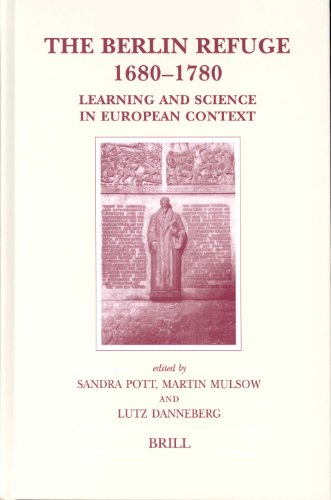 THE BERLIN REFUGE
1680–1780
LEARNING AND SCIENCE
IN EUROPEAN CONTEXT
edited by
SANDRA POTT, MARTIN MULSOW
AND
LUTZ DANNEBERG
BRILL